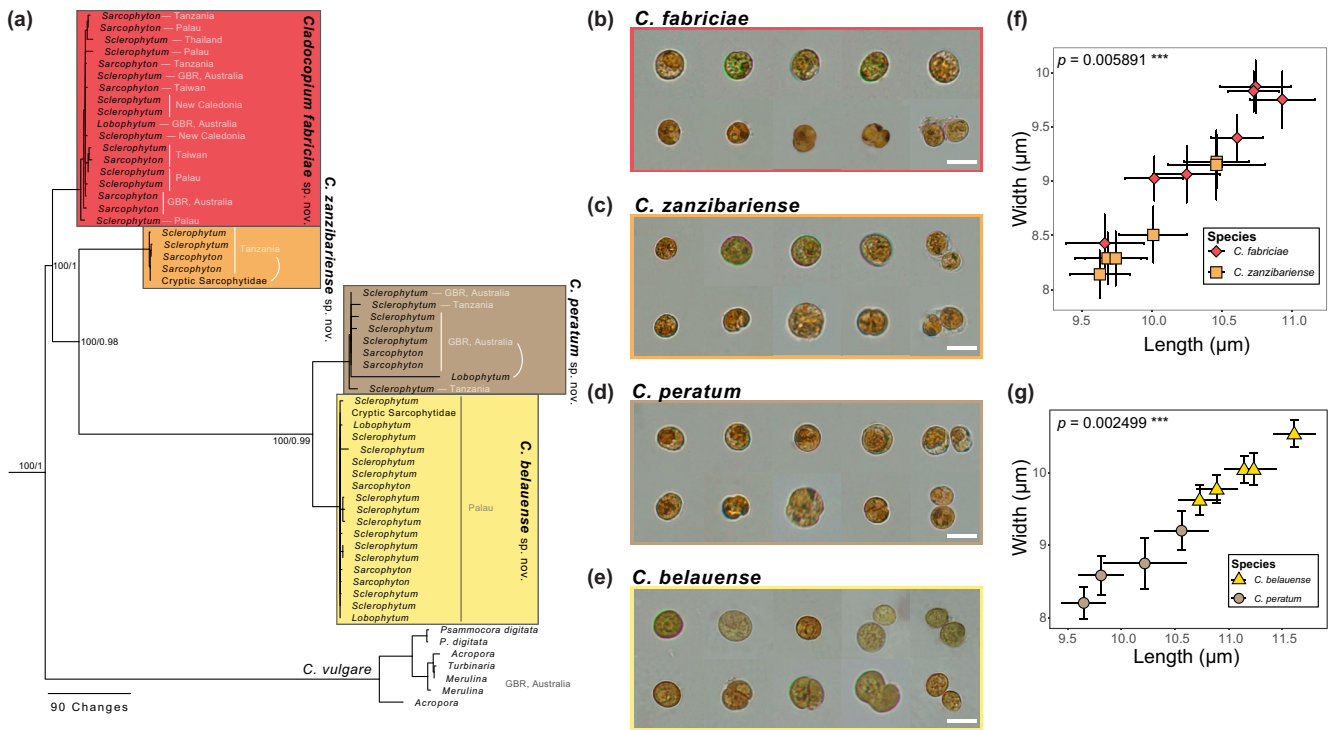 (a)
Sarcophyton — Tanzania
Sarcophyton — Palau
Sclerophytum — Thailand
Sclerophytum — Palau
Sarcophyton — Tanzania
Sclerophytum — GBR, Australia
Sarcophyton — Taiwan
Sclerophytum
Sclerophytum
New Caledonia
Lobophytum — GBR, Australia
Sclerophytum — New Caledonia
Sclerophytum
Sarcophyton
Taiwan
Sclerophytum
Sclerophytum
Palau
Sarcophyton
Sarcophyton
GBR, Australia
Sclerophytum — Palau
Cladocopium fabriciae sp. nov.
Sclerophytum
Sclerophytum
Sarcophyton
Sarcophyton
Cryptic Sarcophytidae
Tanzania
C. zanzibariense sp. nov.
Sclerophytum — GBR, Australia
Sclerophytum — Tanzania
Sclerophytum
Sclerophytum
Sclerophytum
Sarcophyton
Sarcophyton
GBR, Australia
Lobophytum
Sclerophytum — Tanzania
C. peratum sp. nov.
Sclerophytum
Cryptic Sarcophytidae
Lobophytum
Sclerophytum
Sclerophytum
Sclerophytum
Sclerophytum
Sarcophyton
Sclerophytum
Sclerophytum
Sclerophytum
Sclerophytum
Sclerophytum
Sclerophytum
Sarcophyton
Sarcophyton
Sclerophytum
Sclerophytum
Lobophytum
Palau
C. belauense sp. nov.
Psammocora digitata
P. digitata
Acropora
Turbinaria
Merulina
Merulina
Acropora
GBR, Australia
C. vulgare
100/1
100/0.98
100/0.99
100/1
90 Changes
(b) C. fabriciae
(c) C. zanzibariense
(d) C. peratum
(e) C. belauense
(f)
p = 0.005891 ***
Width (µm)
10
9.5
9
8.5
8
Species
C. fabriciae
C. zanzibariense
9.5 10.0 10.5 11.0
Length (µm)
(g)
p = 0.002499 ***
Width (µm)
10
9
8
Species
C. belauense
C. peratum
9.5 10.0 10.5 11.0 11.5
Length (µm)